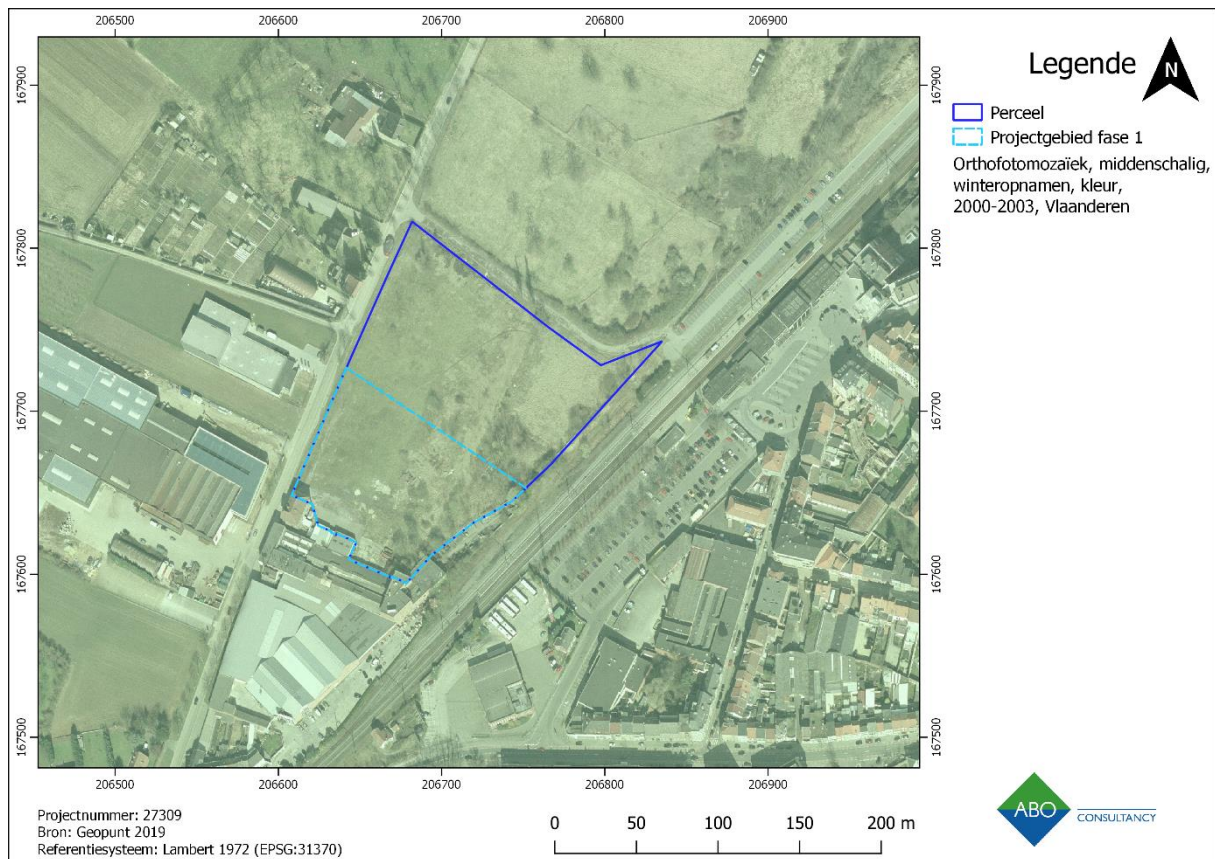 206500 206600 206700 206800 206900
167900 167900
167800 167800
167700 167700
167600 167600
167500 167500
206500 206600 206700 206800 206900
Legende
N
Perceel
Projectgebied fase 1
Orthofotomozaïek, middenschalig,
winteropnamen, kleur,
2000-2003, Vlaanderen
Projectnummer: 27309
Bron: Geopunt 2019
Referentiesysteem: Lambert 1972 (EPSG:31370)
0 50 100 150 200 m
ABO
CONSULTANCY